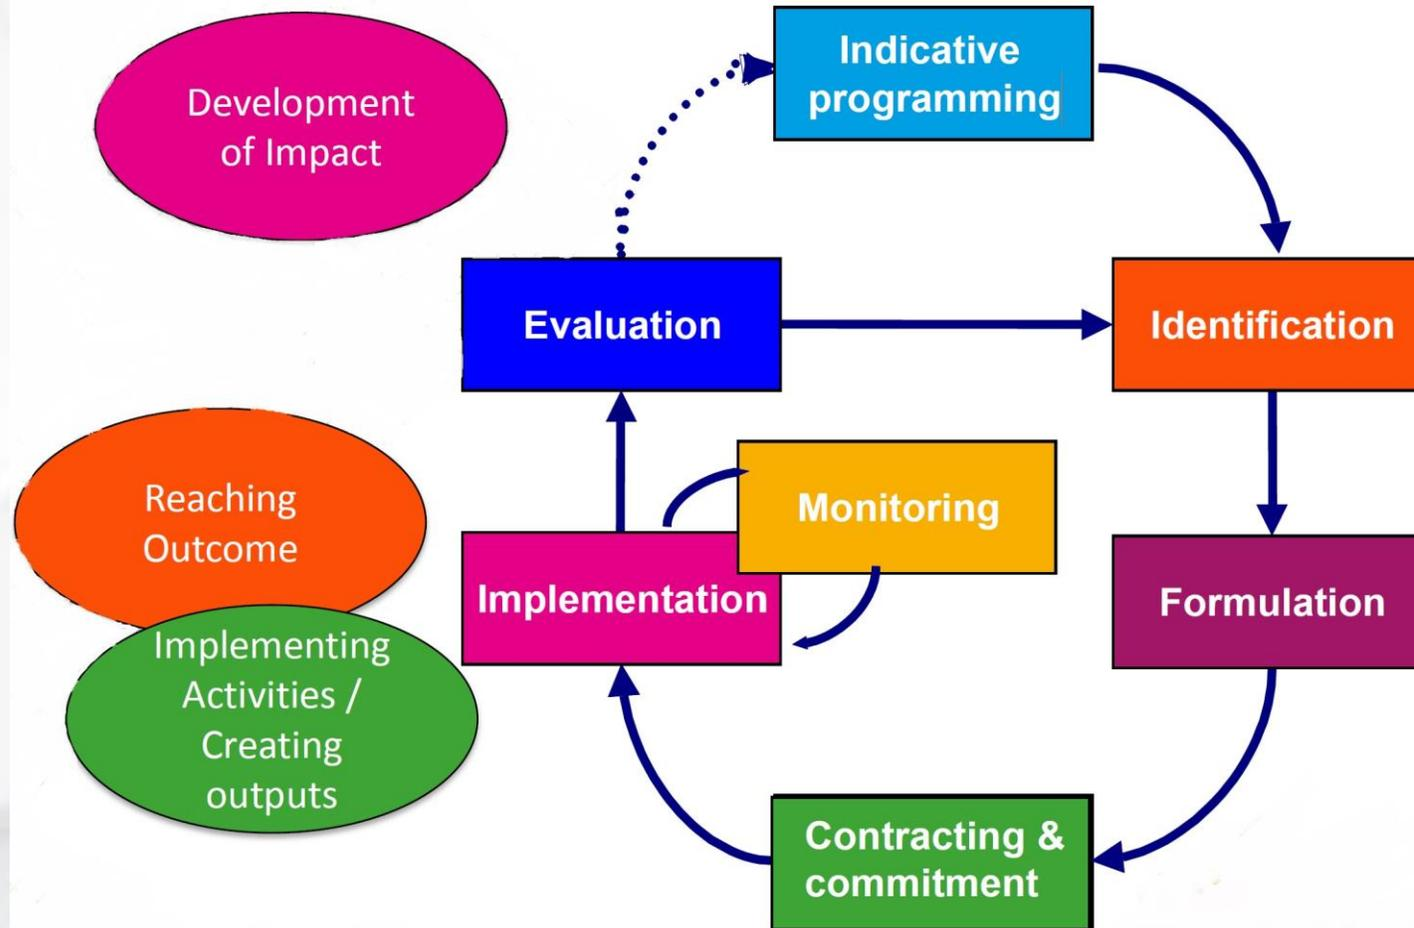 Development
of Impact
Indicative
programming
Evaluation
Identification
Reaching
Outcome
Monitoring
Implementation
Formulation
Implementing
Activities /
Creating
outputs
Contracting &
commitment